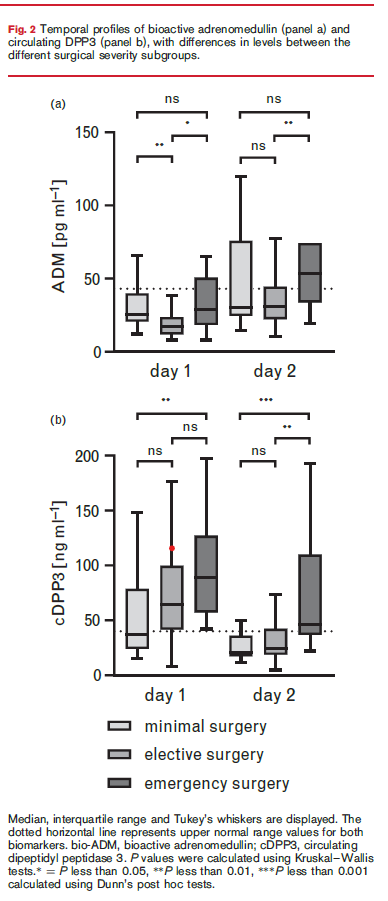 Fig. 2 Temporal profiles of bioactive adrenomedullin (panel a) and
circulating DPP3 (panel b), with differences in levels between the
different surgical severity subgroups.
(a)
ns
ns
*
**
**
ns
150
100
50
0
ADM [pg ml−1]
day 1
day 2
(b)
**
***
ns
**
ns
ns
200
150
100
50
0
cDPP3 [ng ml−1]
day 1
day 2
minimal surgery
elective surgery
emergency surgery
Median, interquartile range and Tukey's whiskers are displayed. The
dotted horizontal line represents upper normal range values for both
biomarkers. bio-ADM, bioactive adrenomedullin; cDPP3, circulating
dipeptidyl peptidase 3. P values were calculated using Kruskal–Wallis
tests.* = P less than 0.05, **P less than 0.01, ***P less than 0.001
calculated using Dunn's post hoc tests.